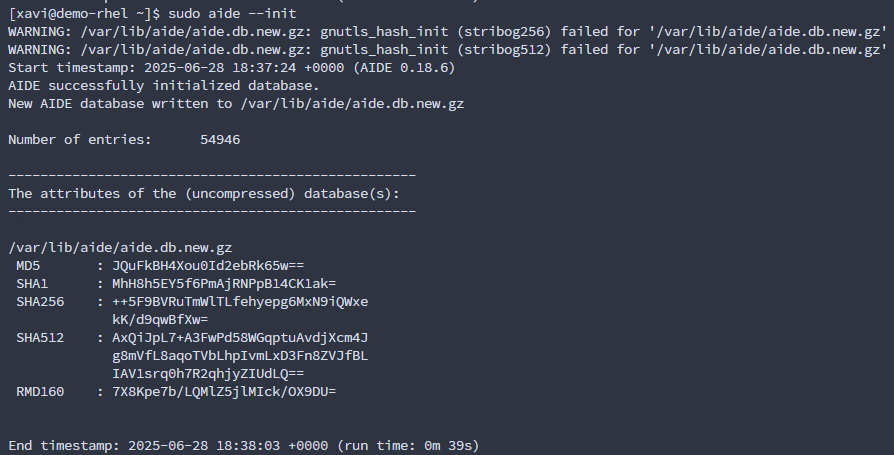 [xavi@demo-rhel ~]$ sudo aide --init
WARNING: /var/lib/aide/aide.db.new.gz: gnutls_hash_init (stribog256) failed for '/var/lib/aide/aide.db.new.gz'
WARNING: /var/lib/aide/aide.db.new.gz: gnutls_hash_init (stribog512) failed for '/var/lib/aide/aide.db.new.gz'
Start timestamp: 2025-06-28 18:37:24 +0000 (AIDE 0.18.6)
AIDE successfully initialized database.
New AIDE database written to /var/lib/aide/aide.db.new.gz
Number of entries:      54946
---------------------------------------------------
The attributes of the (uncompressed) database(s):
---------------------------------------------------
/var/lib/aide/aide.db.new.gz
 MD5       : JQuFkBH4Xou0Id2ebRk65w==
 SHA1      : MhH8h5EY5f6PmAjRNPpBl4CK1ak=
 SHA256    : ++5F9BVRuTmWlTLfehyepg6MxN9iQWxe
             kK/d9qwBfXw=
 SHA512    : AxQiJpL7+A3FwPd58WGqptuAvdjXcm4J
             g8mVfL8aqoTVbLhpIvmLxD3Fn8ZVJfBL
             IAV1srq0h7R2qhjyZIUdLQ==
 RMD160    : 7X8Kpe7b/LQMlZ5jlMIck/OX9DU=
End timestamp: 2025-06-28 18:38:03 +0000 (run time: 0m 39s)